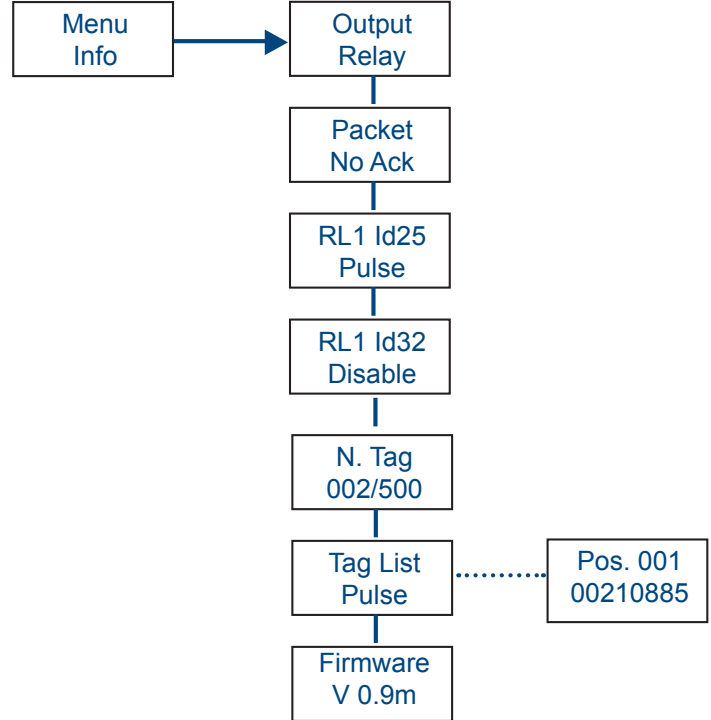 Menu
Info
Output
Relay
Packet
No Ack
RL1 Id25
Pulse
RL1 Id32
Disable
N. Tag
002/500
Tag List
Pulse
Pos. 001
00210885
Firmware
V 0.9m